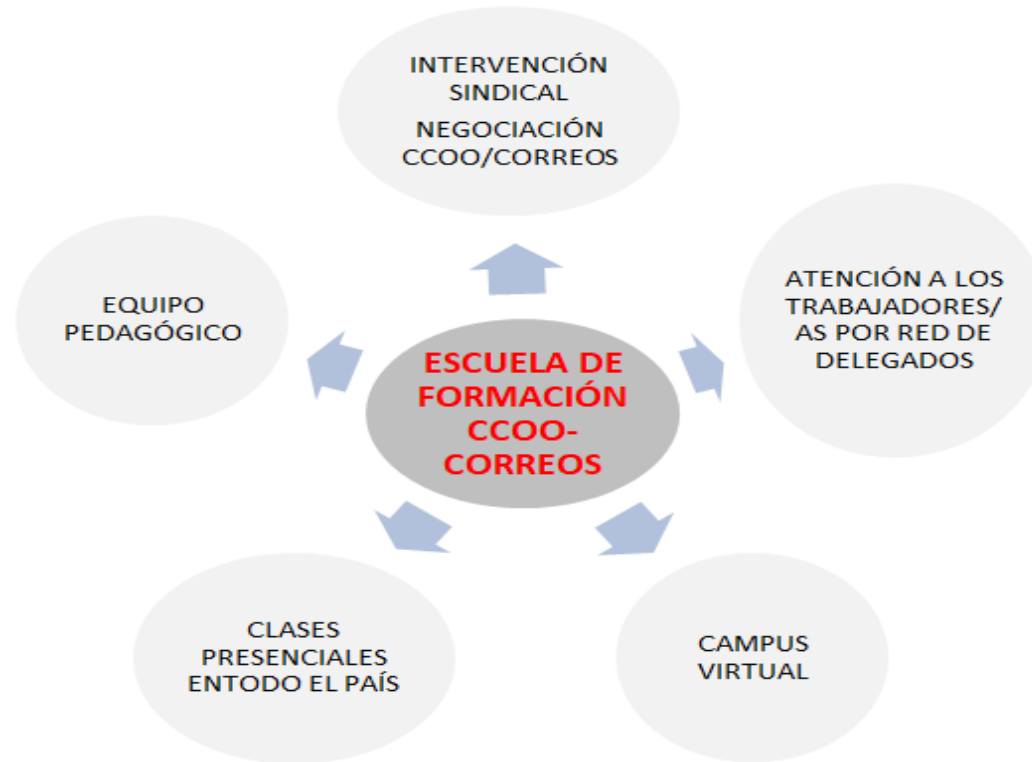 INTERVENCIÓN
SINDICAL
NEGOCIACIÓN
CCOO/CORREOS
EQUIPO
PEDAGÓGICO
ATENCIÓN A LOS
TRABAJADORES/
AS POR RED DE
DELEGADOS
ESCUELA DE
FORMACIÓN
CCOO-
CORREOS
CLASES
PRESENCIALES
ENTODO EL PAÍS
CAMPUS
VIRTUAL